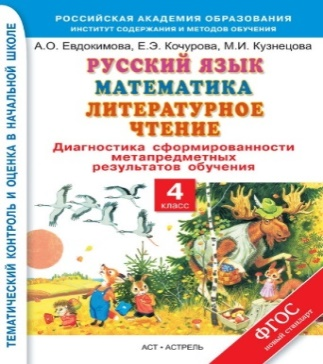 РОССИЙСКАЯ АКАДЕМИЯ ОБРАЗОВАНИЯ
ИНСТИТУТ СОДЕРЖАНИЯ И МЕТОДОВ ОБУЧЕНИЯ
А.О. Евдокимова, Е.Э. Кочурова, М.И. Кузнецова
РУССКИЙ ЯЗЫК
МАТЕМАТИКА
ЛИТЕРАТУРНОЕ
ЧТЕНИЕ
Диагностика сформированности
метапредметных
результатов обучения
4
КЛАСС
ТЕМАТИЧЕСКИЙ КОНТРОЛЬ И ОЦЕНКА В НАЧАЛЬНОЙ ШКОЛЕ
ФГОС
новый стандарт
АСТ - АСТРЕЛЬ